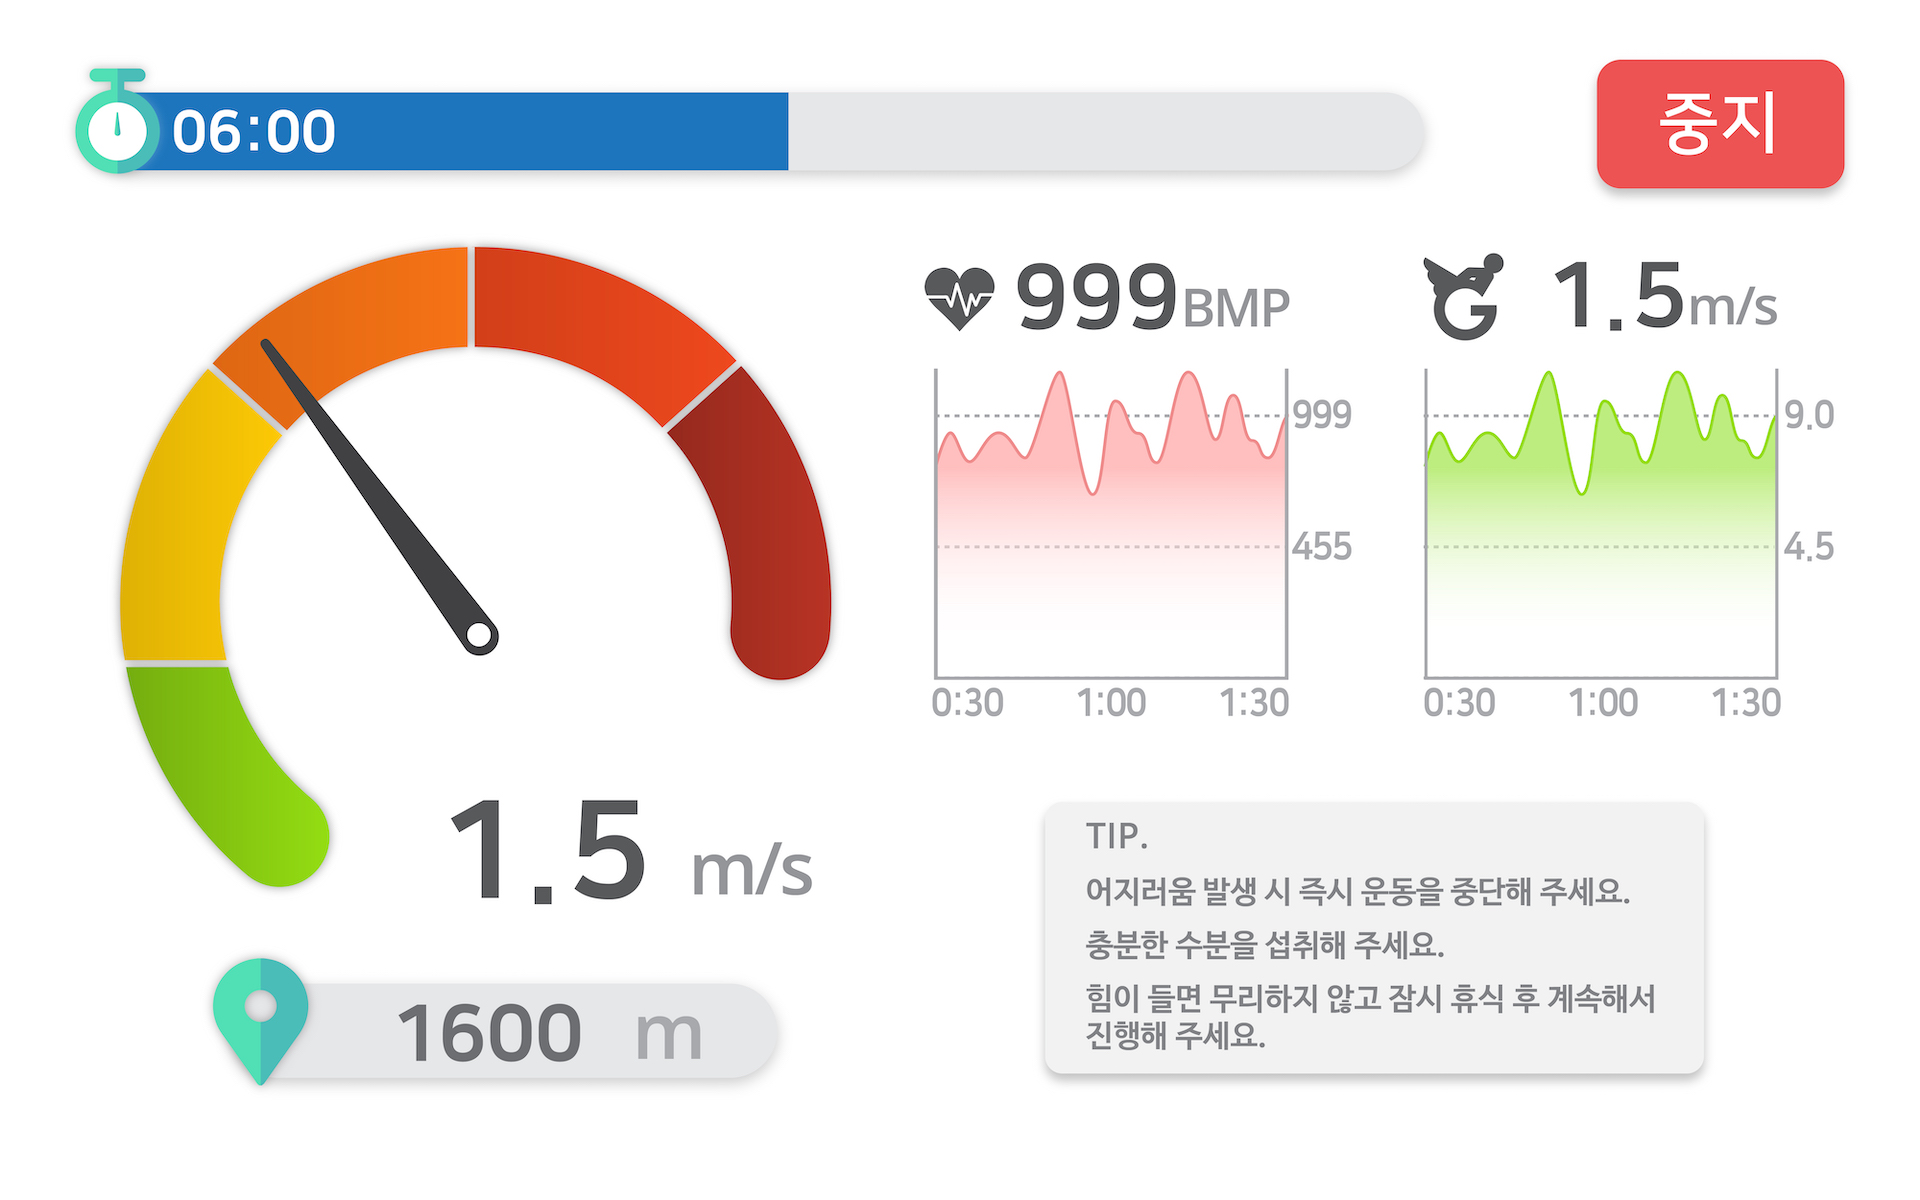 06:00
중지
999BMP
1.5m/s
999
455
0:30 1:00 1:30
9.0
4.5
0:30 1:00 1:30
1.5 m/s
1600 m
TIP.
어지러움 발생 시 즉시 운동을 중단해 주세요.
충분한 수분을 섭취해 주세요.
힘이 들면 무리하지 않고 잠시 휴식 후 계속해서
진행해 주세요.